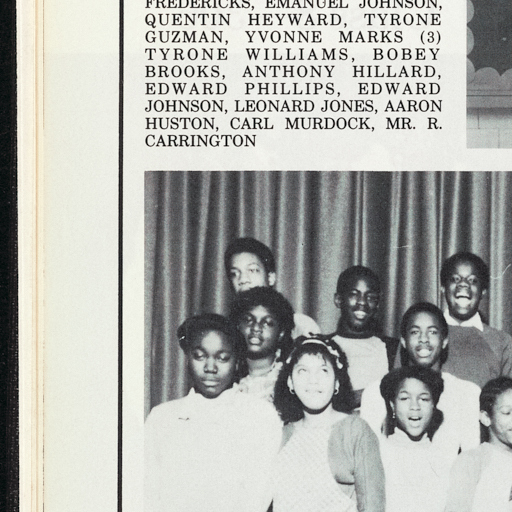 FREDERICKS, EMANUEL JOHNSON,
QUENTIN HEYWARD, TYRONE
GUZMAN, YVONNE MARKS (3)
TYRONE WILLIAMS, BOBEY
BROOKS, ANTHONY HILLARD,
EDWARD PHILLIPS, EDWARD
JOHNSON, LEONARD JONES, AARON
HUSTON, CARL MURDOCK, MR. R.
CARRINGTON